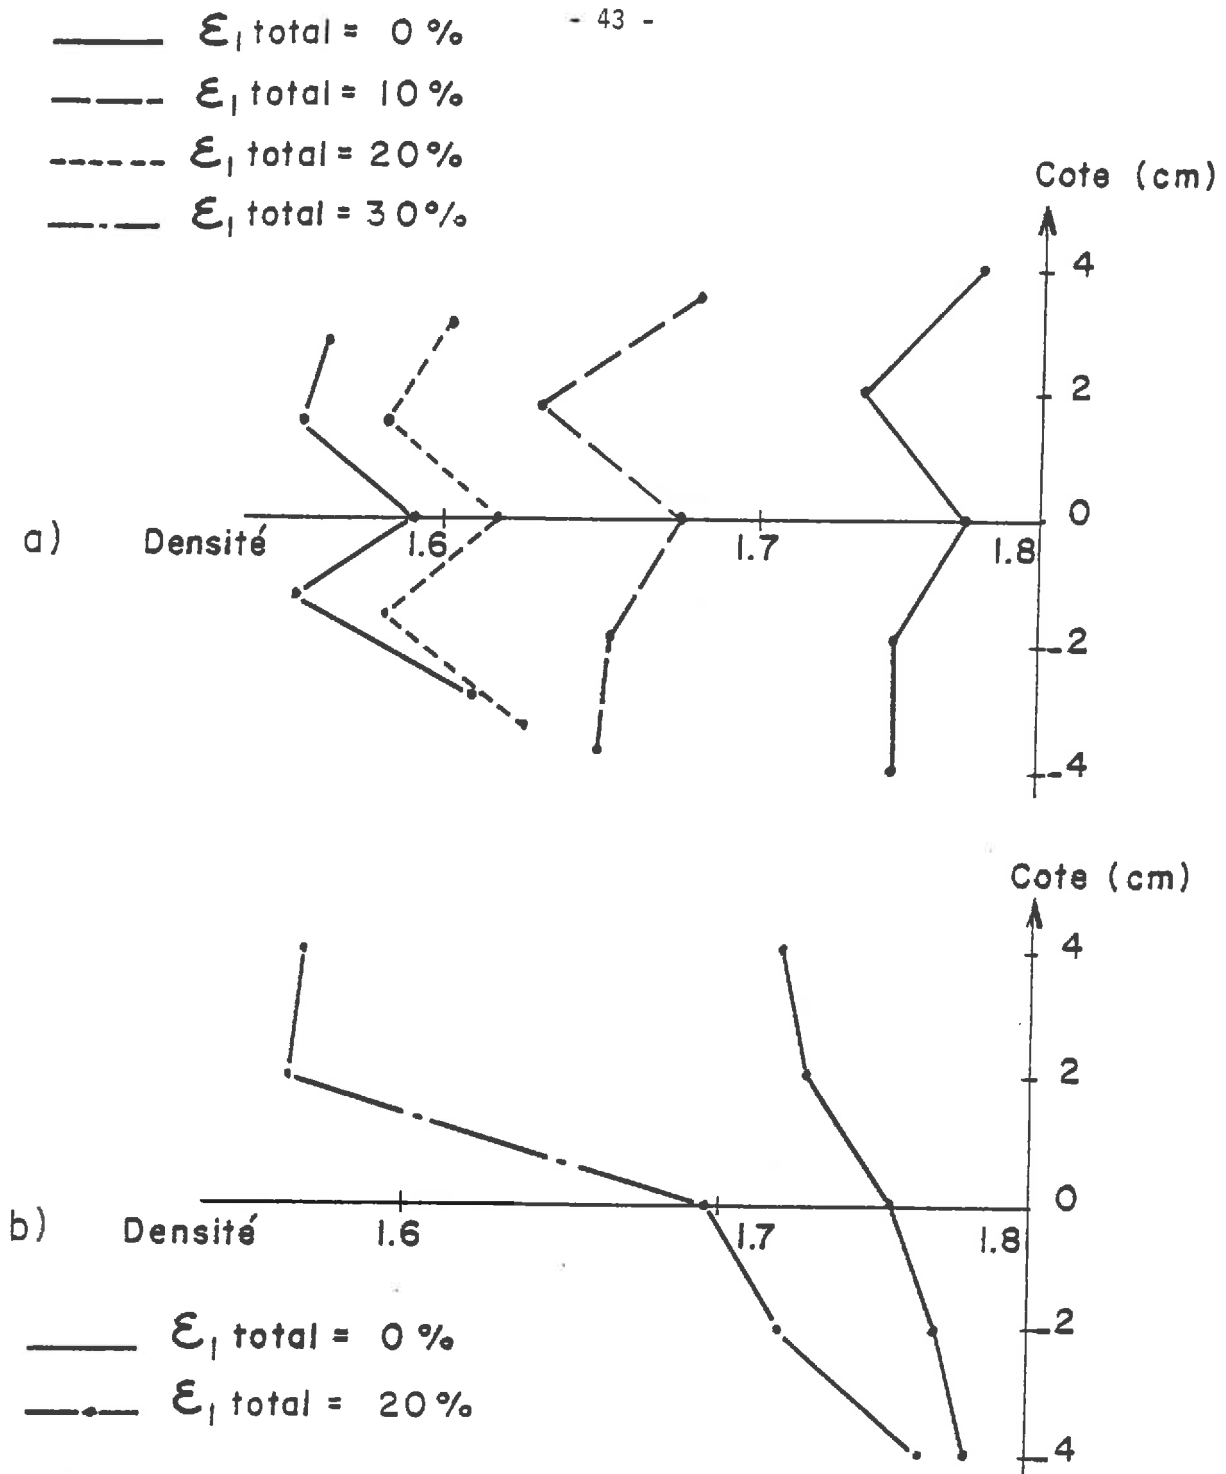 - 43 -
ε₁ total = 0 %
ε₁ total = 10 %
ε₁ total = 20 %
ε₁ total = 30 %
Cote (cm)
4
2
0
-2
-4
a) Densité 1.6 1.7 1.8
Cote (cm)
4
2
0
-2
-4
b) Densité 1.6 1.7 1.8
ε₁ total = 0 %
ε₁ total = 20 %